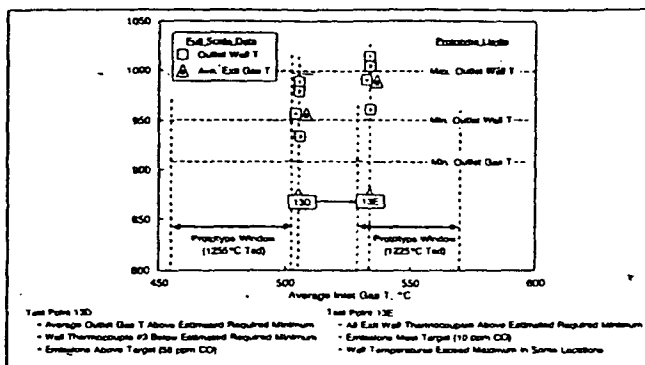 1050
1000
950
900
850
800
Full Scale Data
Outlet Wall T
Ave. Exit Gas T
Prototype Limits
Max. Outlet Wall T
Min. Outlet Wall T
Min. Outlet Gas T
13D
13E
Prototype Window
(1255°C Tad)
Prototype Window
(1225°C Tad)
450
500
550
600
Average Inlet Gas T, °C
Test Point 13D
• Average Outlet Gas T Above Estimated Required Minimum
• Wall Thermocouple #3 Below Estimated Required Minimum
• Emissions Above Target (58 ppm CO)
Test Point 13E
• All Exit Wall Thermocouples Above Estimated Required Minimum
• Emissions Meet Target (10 ppm CO)
• Wall Temperatures Exceed Maximum in Some Locations